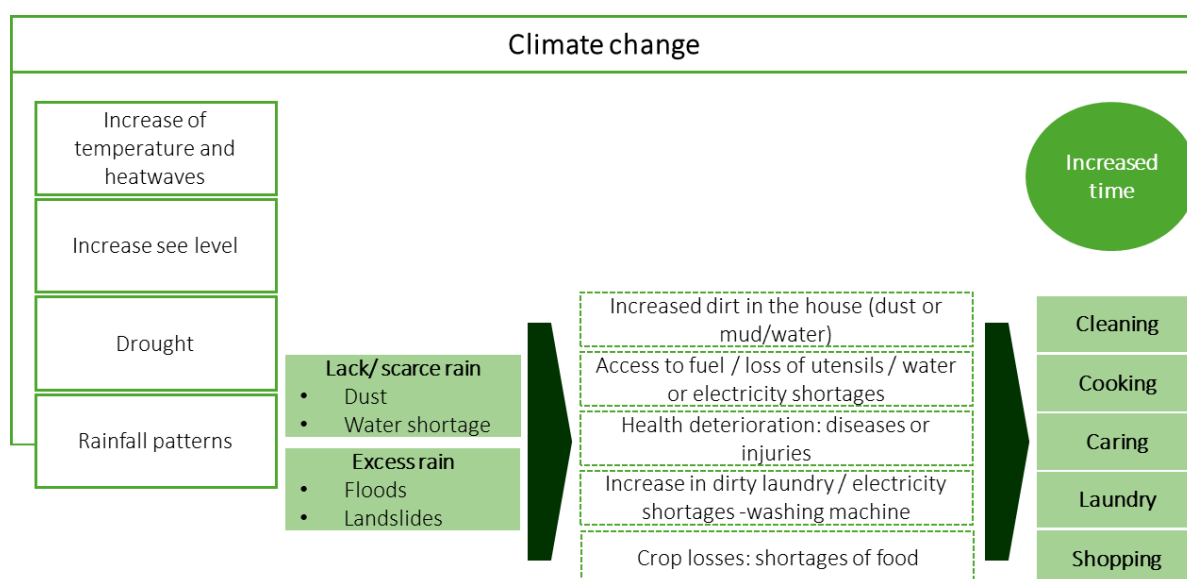 Climate change
Increase of
temperature and
heatwaves
Increase see level
Drought
Rainfall patterns
Lack/ scarce rain
• Dust
• Water shortage
Excess rain
• Floods
• Landslides
Increased dirt in the house (dust or
mud/water)
Access to fuel / loss of utensils / water
or electricity shortages
Health deterioration: diseases or
injuries
Increase in dirty laundry / electricity
shortages -washing machine
Crop losses: shortages of food
Increased
time
Cleaning
Cooking
Caring
Laundry
Shopping